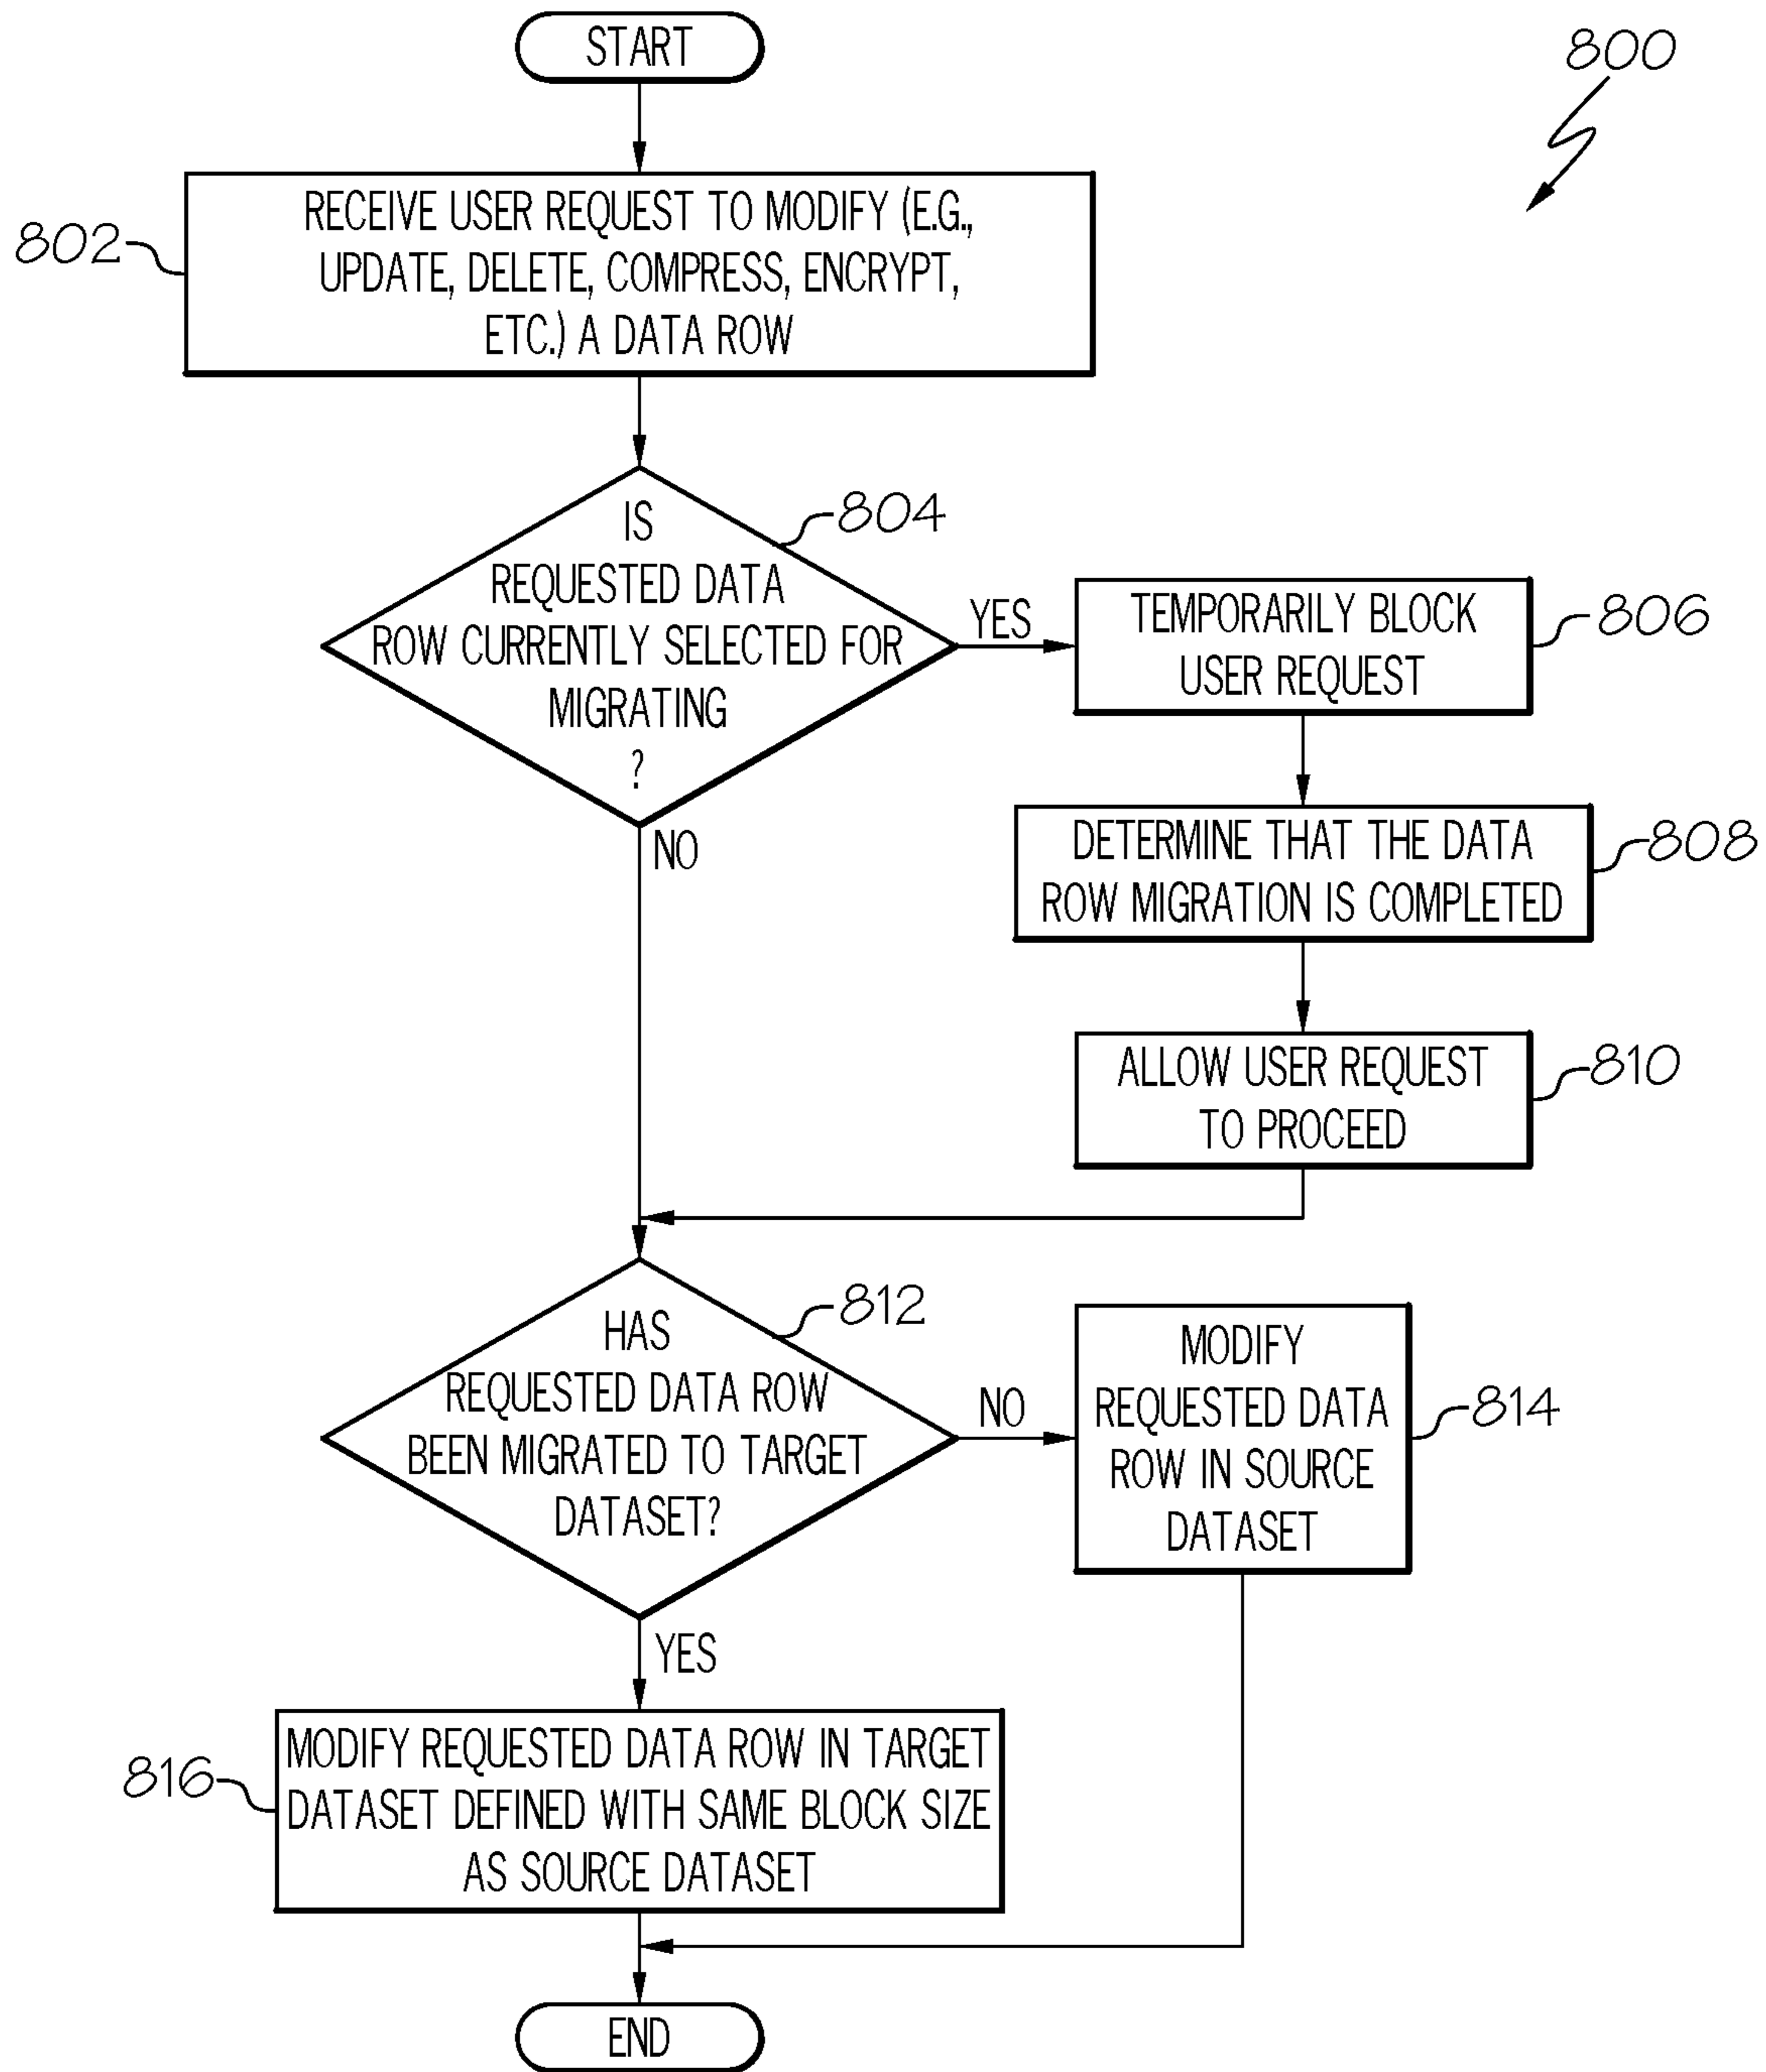 START
800
802
RECEIVE USER REQUEST TO MODIFY (E.G.,
UPDATE, DELETE, COMPRESS, ENCRYPT,
ETC.) A DATA ROW
804
IS
REQUESTED DATA
ROW CURRENTLY SELECTED FOR
MIGRATING
?
YES
NO
TEMPORARILY BLOCK
USER REQUEST
806
DETERMINE THAT THE DATA
ROW MIGRATION IS COMPLETED
808
ALLOW USER REQUEST
TO PROCEED
810
812
HAS
REQUESTED DATA ROW
BEEN MIGRATED TO TARGET
DATASET?
NO
YES
MODIFY
REQUESTED DATA
ROW IN SOURCE
DATASET
814
816
MODIFY REQUESTED DATA ROW IN TARGET
DATASET DEFINED WITH SAME BLOCK SIZE
AS SOURCE DATASET
END